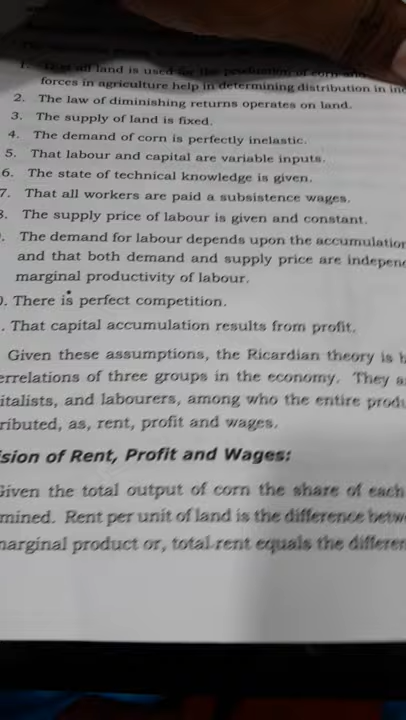 1. That all land is used for the production of corn and
forces in agriculture help in determining distribution in in
2. The law of diminishing returns operates on land.
3. The supply of land is fixed.
4. The demand of corn is perfectly inelastic.
5. That labour and capital are variable inputs.
6. The state of technical knowledge is given.
7. That all workers are paid a subsistence wages.
8. The supply price of labour is given and constant.
. The demand for labour depends upon the accumulation
and that both demand and supply price are indepen
marginal productivity of labour.
0. There is perfect competition.
. That capital accumulation results from profit.
Given these assumptions, the Ricardian theory is b
errelations of three groups in the economy. They a
italists, and labourers, among who the entire produ
ributed, as, rent, profit and wages.
ision of Rent, Profit and Wages:
Given the total output of corn the share of each
mined. Rent per unit of land is the difference betw
marginal product or, total rent equals the differen